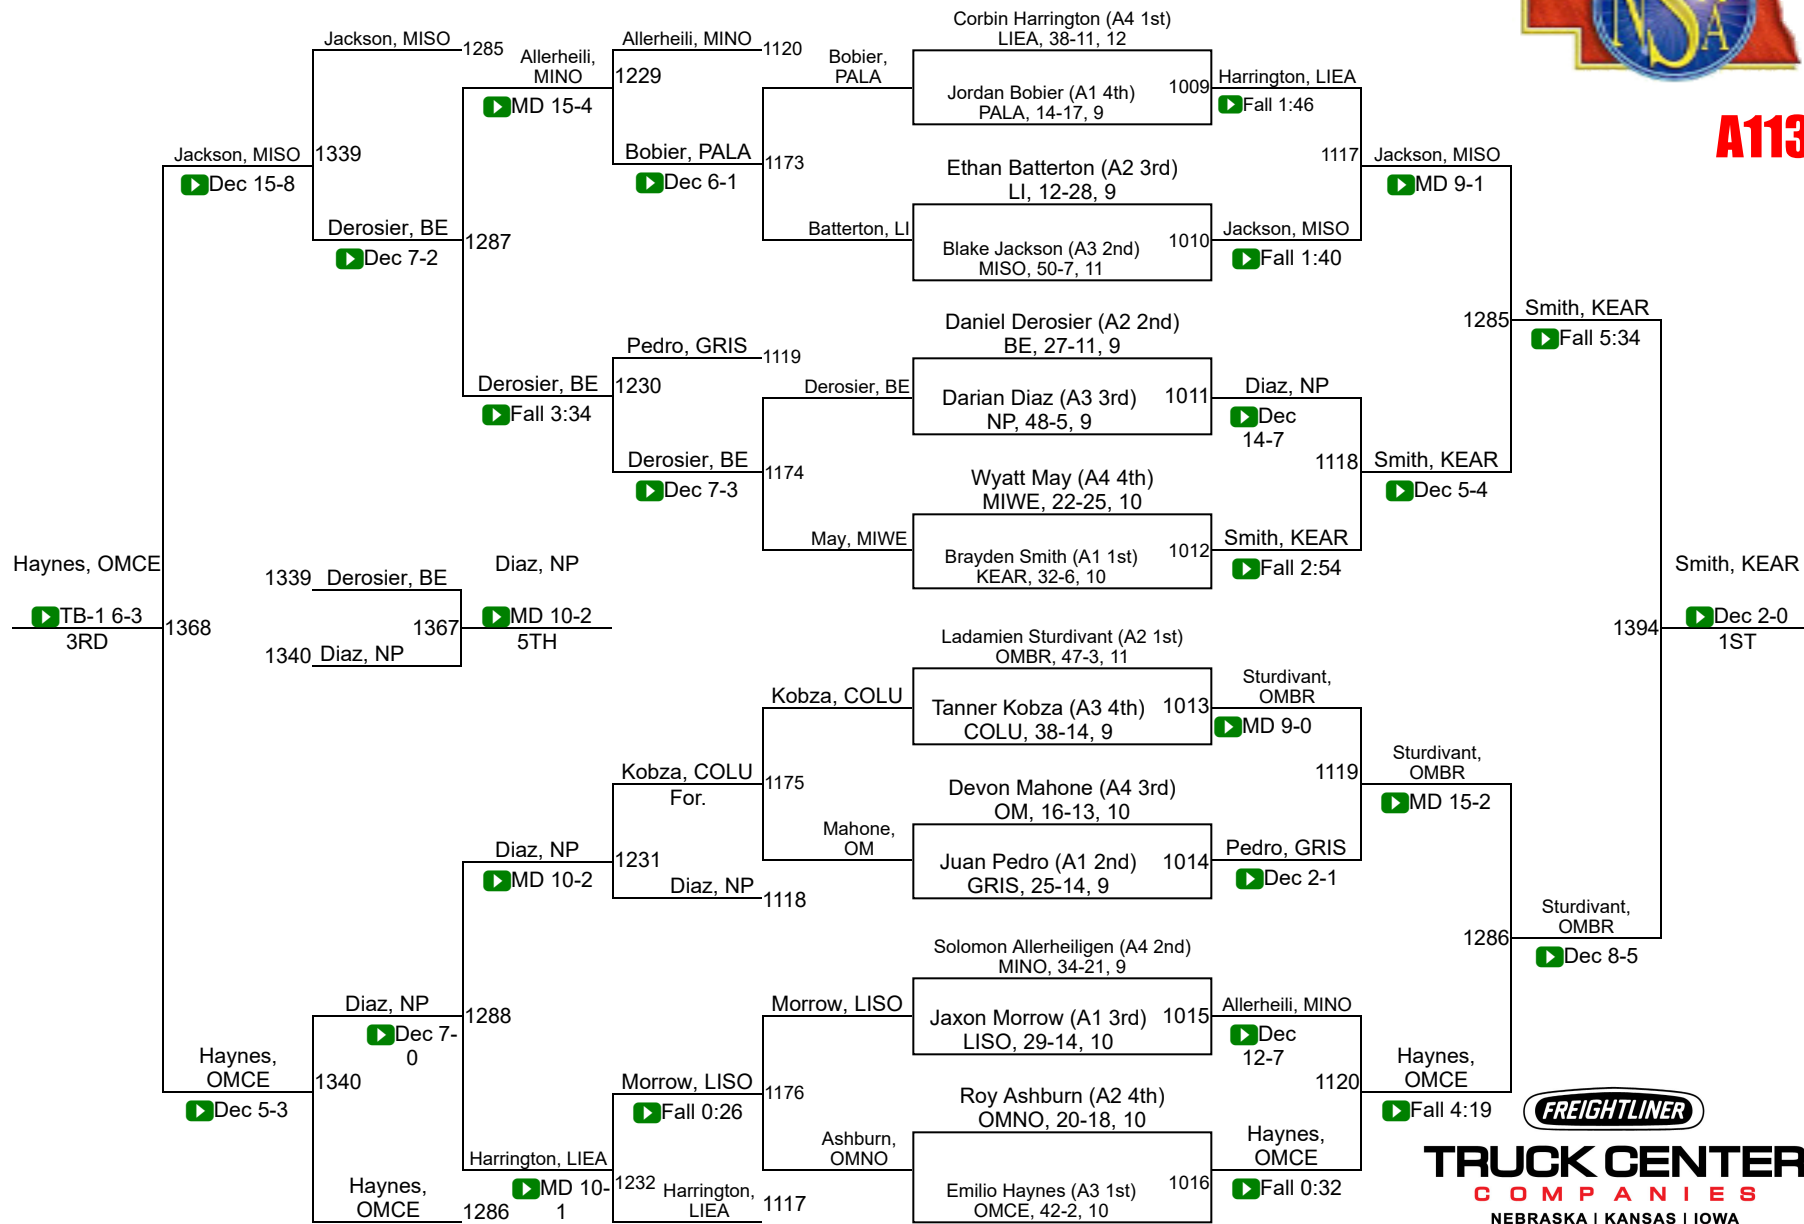 Corbin Harrington (A4 1st)
LIEA, 38-11, 12
NSA
A113
Jackson, MISO
1285
Allerheili,
MINO
MD 15-4
Allerheili, MINO
1120
1229
Bobier,
PALA
Jordan Bobier (A1 4th)
PALA, 14-17, 9
1009
Harrington, LIEA
Fall 1:46
Jackson, MISO
Dec 15-8
1339
Bobier, PALA
Dec 6-1
1173
Ethan Batterton (A2 3rd)
LI, 12-28, 9
1117
Jackson, MISO
MD 9-1
Derosier, BE
Dec 7-2
1287
Batterton, LI
Blake Jackson (A3 2nd)
MISO, 50-7, 11
1010
Jackson, MISO
Fall 1:40
Daniel Derosier (A2 2nd)
BE, 27-11, 9
1285
Smith, KEAR
Fall 5:34
Pedro, GRIS
1119
Derosier, BE
Fall 3:34
1230
Derosier, BE
Darian Diaz (A3 3rd)
NP, 48-5, 9
1011
Diaz, NP
Dec
14-7
Derosier, BE
Dec 7-3
1174
Wyatt May (A4 4th)
MIWE, 22-25, 10
1118
Smith, KEAR
Dec 5-4
May, MIWE
Brayden Smith (A1 1st)
KEAR, 32-6, 10
1012
Smith, KEAR
Fall 2:54
Haynes, OMCE
TB-1 6-3
3RD
1368
1339
Derosier, BE
1340
Diaz, NP
1367
Diaz, NP
MD 10-2
5TH
1394
Smith, KEAR
Dec 2-0
1ST
Ladamien Sturdivant (A2 1st)
OMBR, 47-3, 11
Kobza, COLU
Tanner Kobza (A3 4th)
COLU, 38-14, 9
1013
Sturdivant,
OMBR
MD 9-0
Kobza, COLU
For.
1175
Devon Mahone (A4 3rd)
OM, 16-13, 10
1119
Sturdivant,
OMBR
MD 15-2
Diaz, NP
MD 10-2
1231
Mahone,
OM
Juan Pedro (A1 2nd)
GRIS, 25-14, 9
1014
Pedro, GRIS
Dec 2-1
Diaz, NP
1118
Solomon Allerheiligen (A4 2nd)
MINO, 34-21, 9
1286
Sturdivant,
OMBR
Dec 8-5
Diaz, NP
Dec 7-
0
1288
Morrow, LISO
Jaxon Morrow (A1 3rd)
LISO, 29-14, 10
1015
Allerheili, MINO
Dec
12-7
Haynes,
OMCE
Dec 5-3
1340
Morrow, LISO
Fall 0:26
1176
Roy Ashburn (A2 4th)
OMNO, 20-18, 10
1120
Haynes,
OMCE
Fall 4:19
Harrington, LIEA
MD 10-
1
1232
Ashburn,
OMNO
Emilio Haynes (A3 1st)
OMCE, 42-2, 10
1016
Haynes,
OMCE
Fall 0:32
Haynes,
OMCE
1286
Harrington,
LIEA
1117
FREIGHTLINER
TRUCK CENTER
COMPANIES
NEBRASKA | KANSAS | IOWA